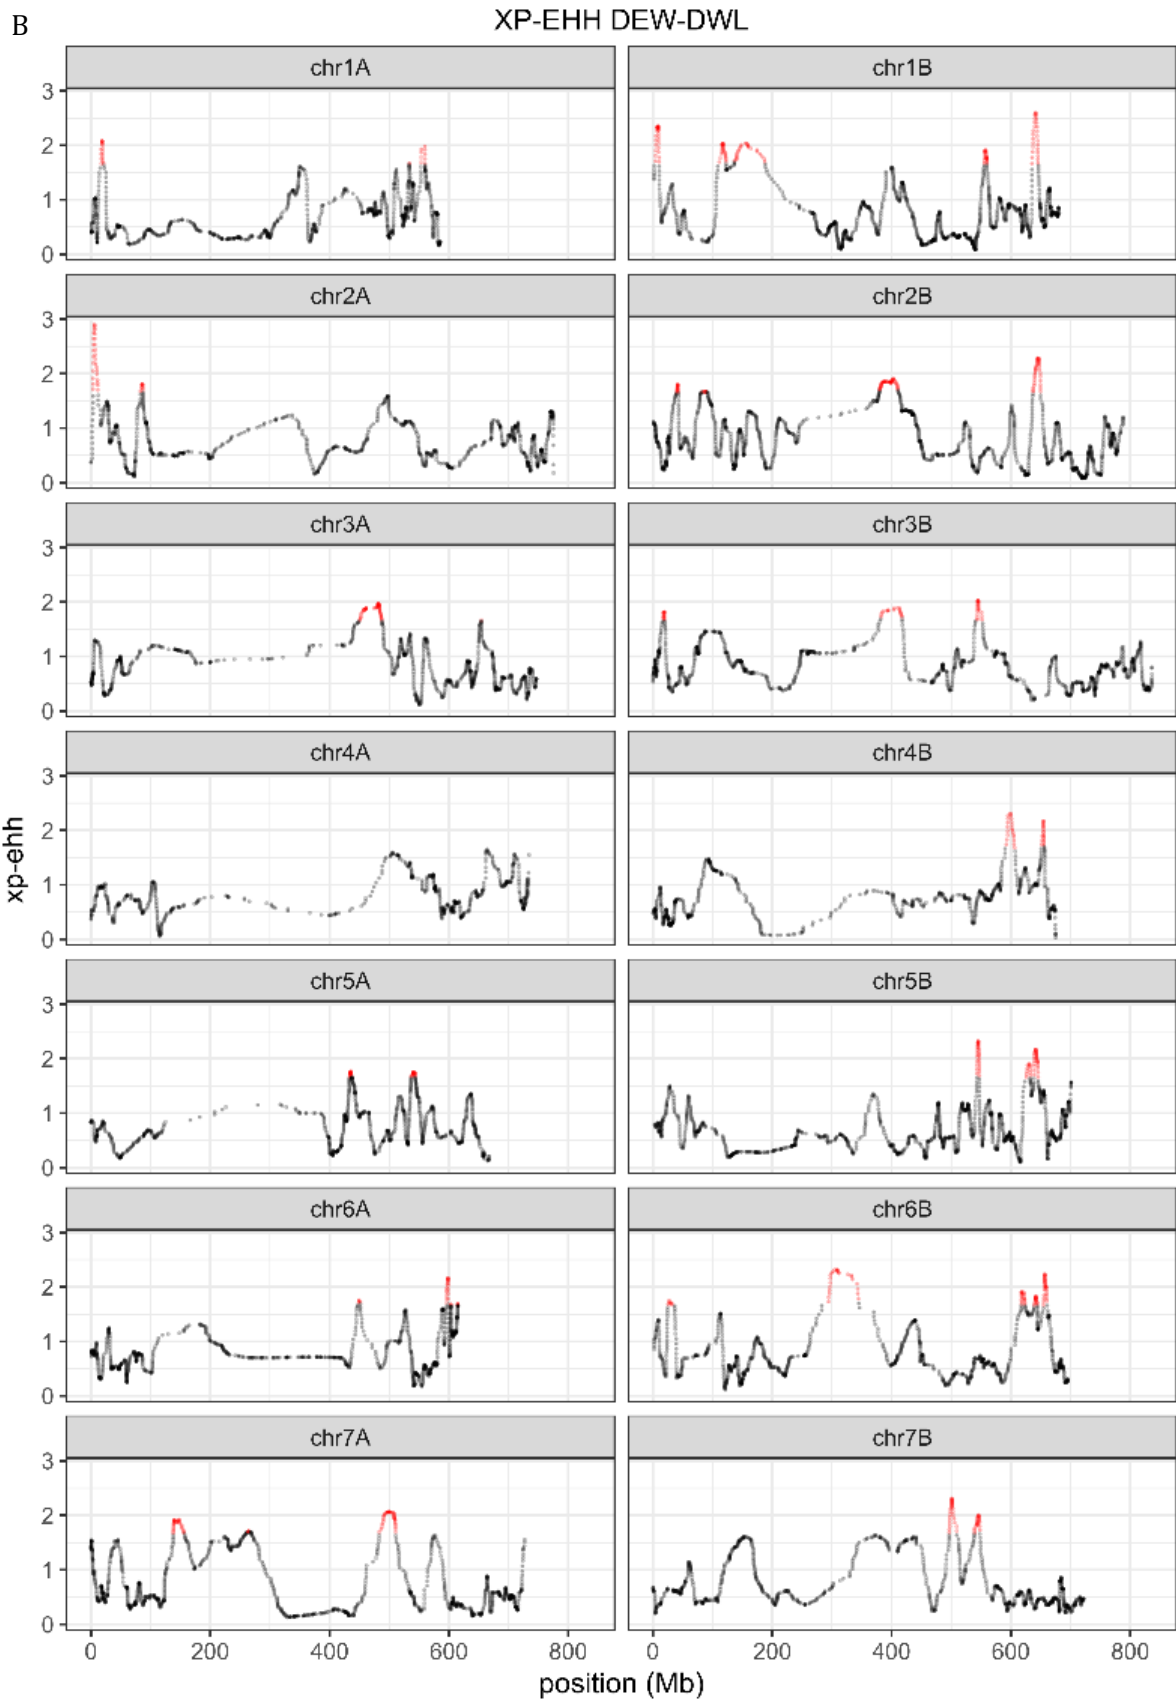 B
XP-EHH DEW-DWL
chr1A
chr1B
3
2
1
0
chr2A
chr2B
3
2
1
0
chr3A
chr3B
3
2
1
0
chr4A
chr4B
3
2
1
0
xp-ehh
chr5A
chr5B
3
2
1
0
chr6A
chr6B
3
2
1
0
chr7A
chr7B
3
2
1
0
0 200 400 600 800 0 200 400 600 800
position (Mb)